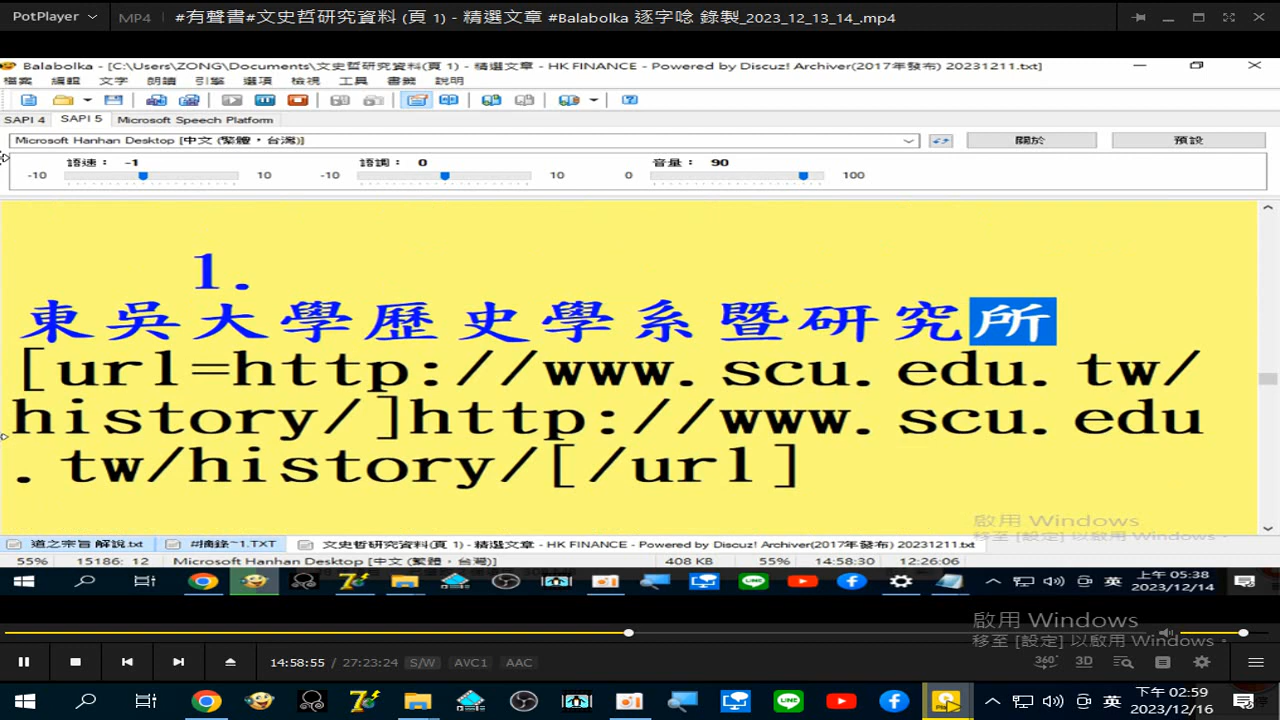 PotPlayer MP4 #有聲書#文史哲研究資料 (頁 1) - 精選文章 #Balabolka 逐字唸 錄製_2023_12_13_14_.mp4
Balabolka - [C:\Users\ZONG\Documents\文史哲研究資料(頁 1) - 精選文章 - HK FINANCE - Powered by Discuz! Archiver(2017年發布) 20231211.txt]
檔案 編輯 文字 朗讀 引擎 選項 檢視 工具 書籤 說明
SAPI 4 SAPI 5 Microsoft Speech Platform
Microsoft Hanhan Desktop [中文 (繁體，台灣)] 關於 預設
語速： -1 語調： 0 音量： 90
-10 10 -10 10 0 100
1.
東吳大學歷史學系暨研究所
[url=http://www.scu.edu.tw/
history/]http://www.scu.edu
.tw/history/[/url]
啟用 Windows
移至 [設定] 以啟用 Windows。
道之宗旨 解說.txt #摘錄~1.TXT 文史哲研究資料(頁 1) - 精選文章 - HK FINANCE - Powered by Discuz! Archiver(2017年發布) 20231211.txt
55% 15186: 12 Microsoft Hanhan Desktop [中文 (繁體，台灣)] 408 KB 55% 14:58:30 12:26:06
英 上午 05:38
2023/12/14
啟用 Windows
移至 [設定] 以啟用 Windows。
14:58:55 / 27:23:24 S/W AVC1 AAC 360° 3D
英 下午 02:59
2023/12/16